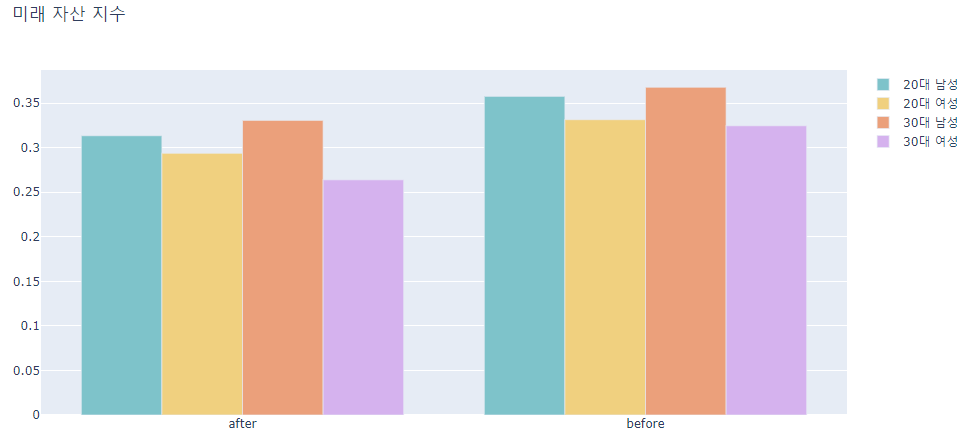 미래 자산 지수
0.35
0.3
0.25
0.2
0.15
0.1
0.05
0
after
before
20대 남성
20대 여성
30대 남성
30대 여성